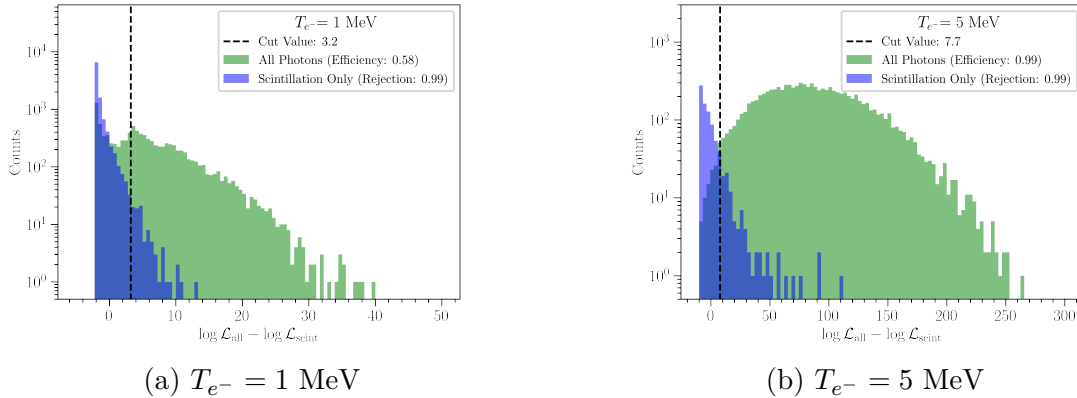 T_{e^-} = 1 MeV
Cut Value: 3.2
All Photons (Efficiency: 0.58)
Scintillation Only (Rejection: 0.99)
10^4
10^3
10^2
10^1
10^0
Counts
0 10 20 30 40 50
log ℒ_all − log ℒ_scint
(a) T_{e^-} = 1 MeV
T_{e^-} = 5 MeV
Cut Value: 7.7
All Photons (Efficiency: 0.99)
Scintillation Only (Rejection: 0.99)
10^3
10^2
10^1
10^0
Counts
0 50 100 150 200 250 300
log ℒ_all − log ℒ_scint
(b) T_{e^-} = 5 MeV